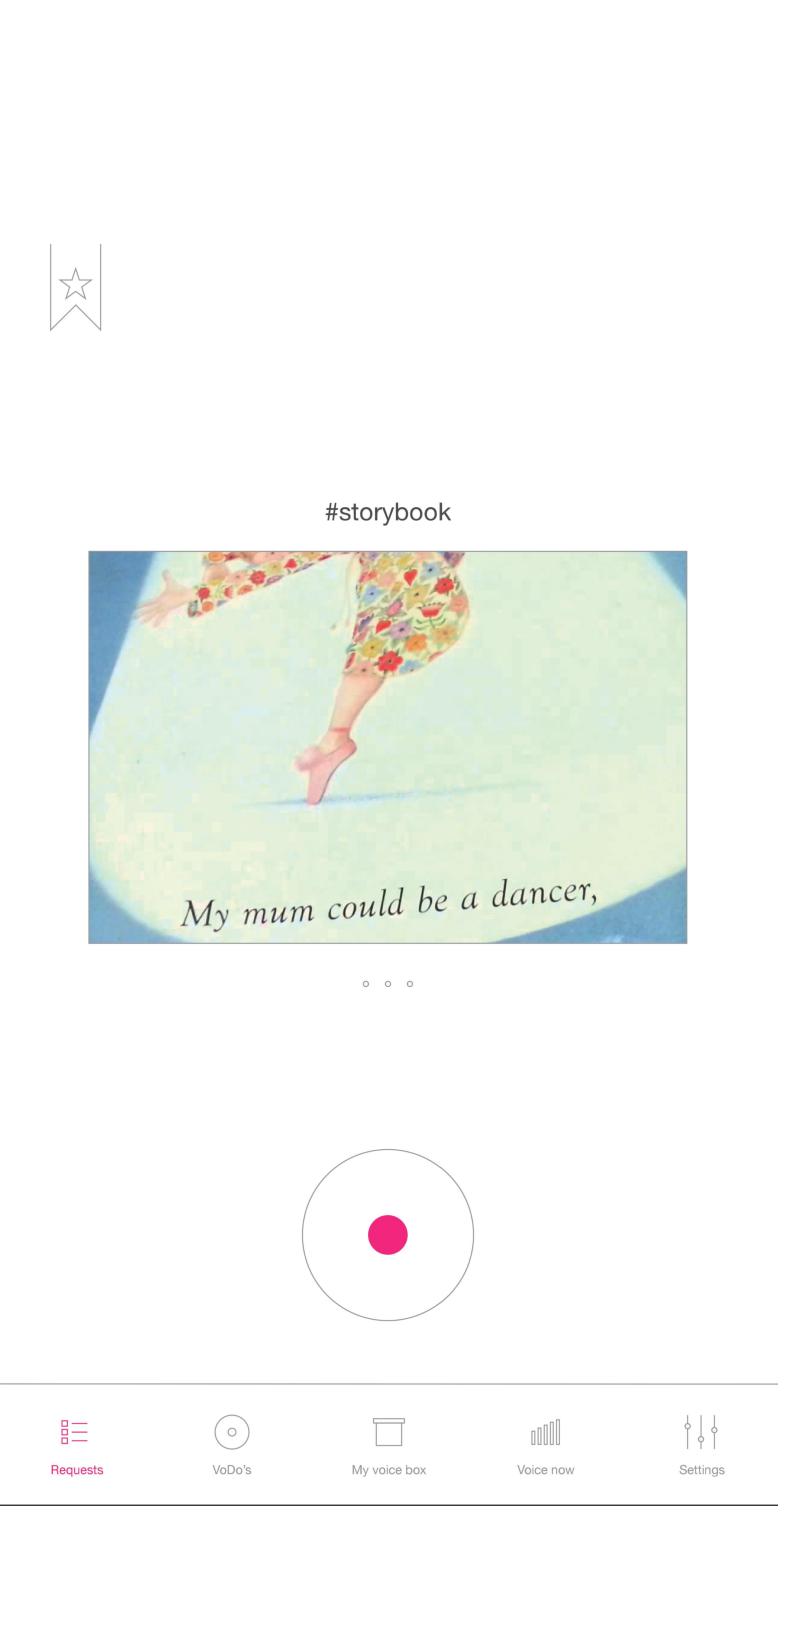 #storybook
My mum could be a dancer,
Requests
VoDo's
My voice box
Voice now
Settings